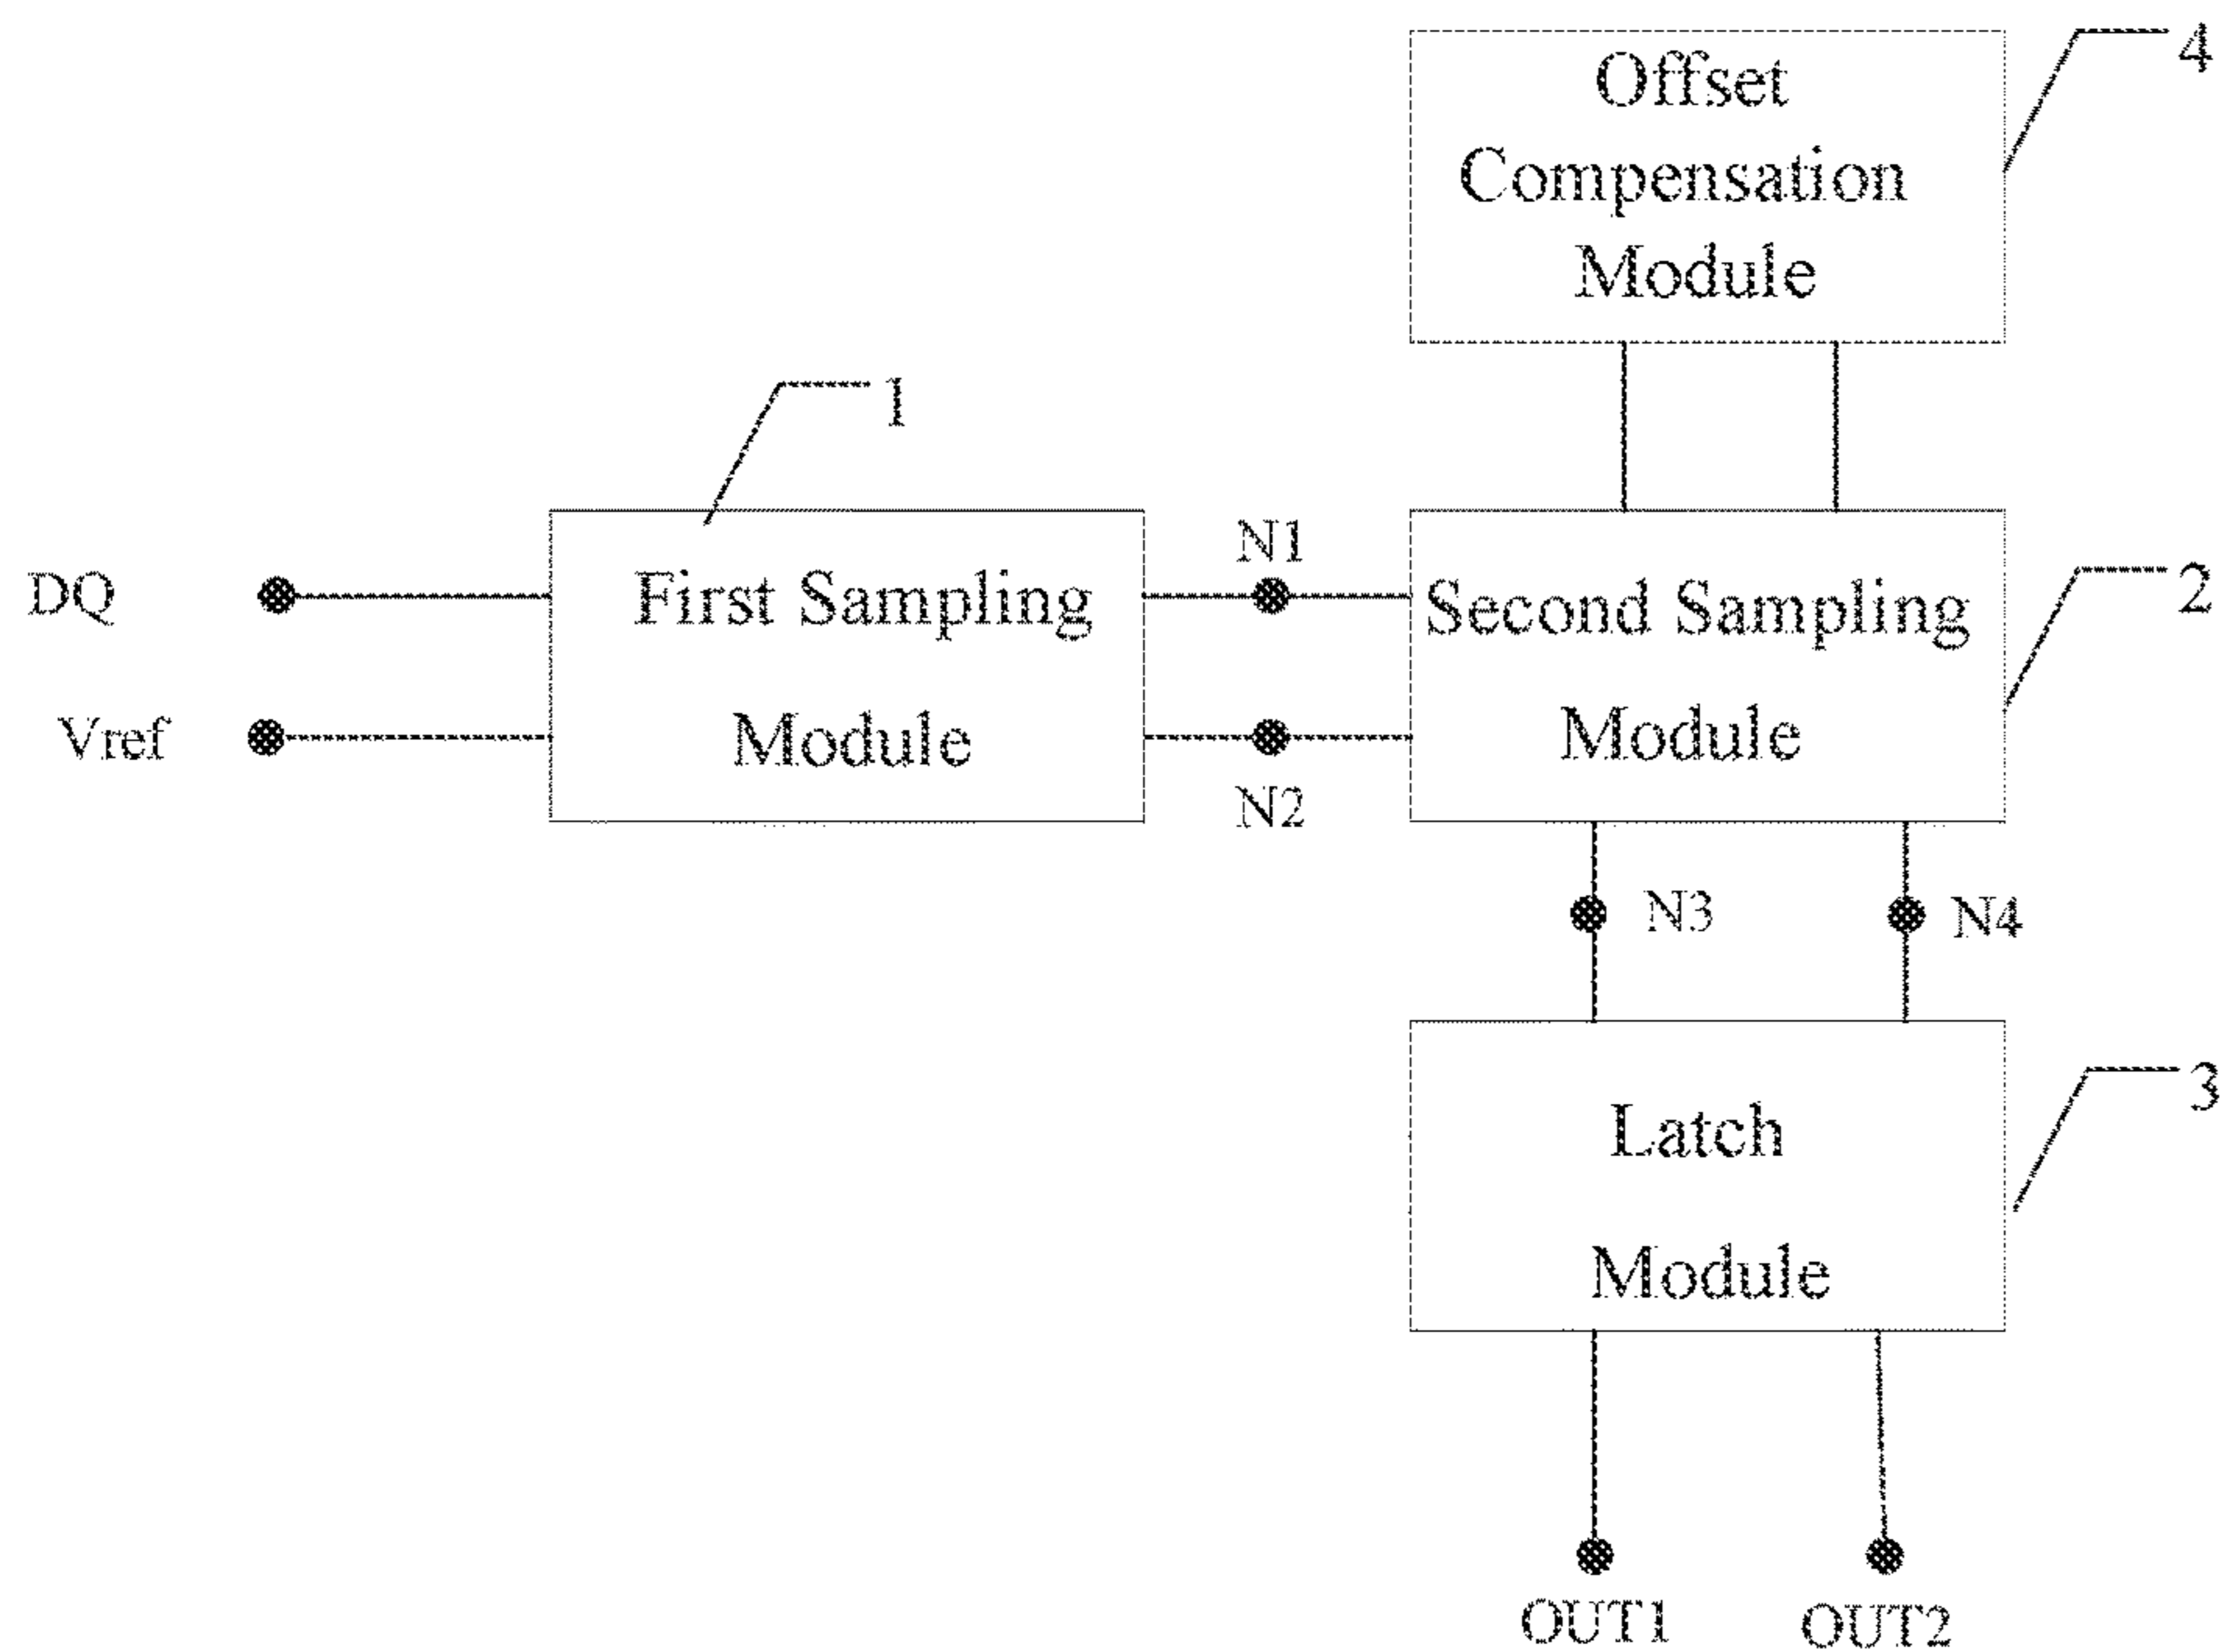 Offset
Compensation
Module
4
1
DQ
Vref
First Sampling
Module
N1
N2
Second Sampling
Module
2
N3
N4
Latch
Module
3
OUT1
OUT2